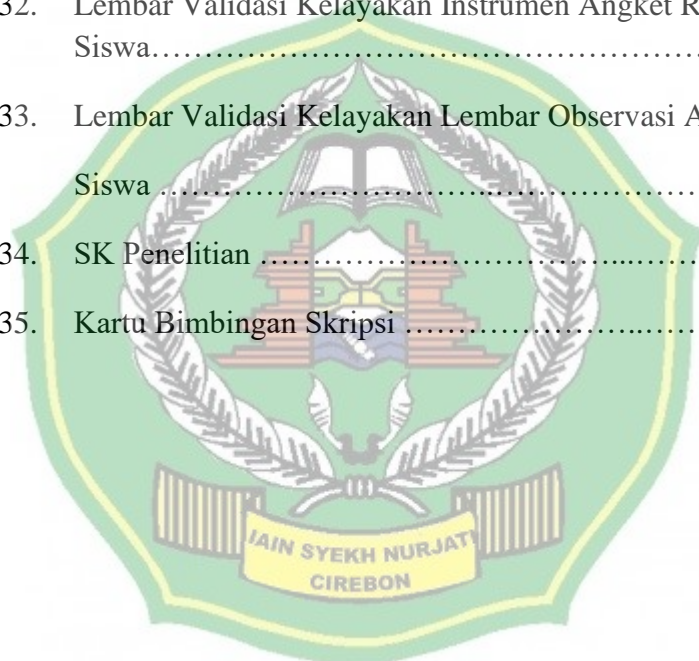 32. Lembar Validasi Kelayakan Instrumen Angket R
Siswa……………………………………………
33. Lembar Validasi Kelayakan Lembar Observasi A
Siswa ……………………………………………
34. SK Penelitian ………………………………...……
35. Kartu Bimbingan Skripsi …………………..……
IAIN SYEKH NURJATI
CIREBON